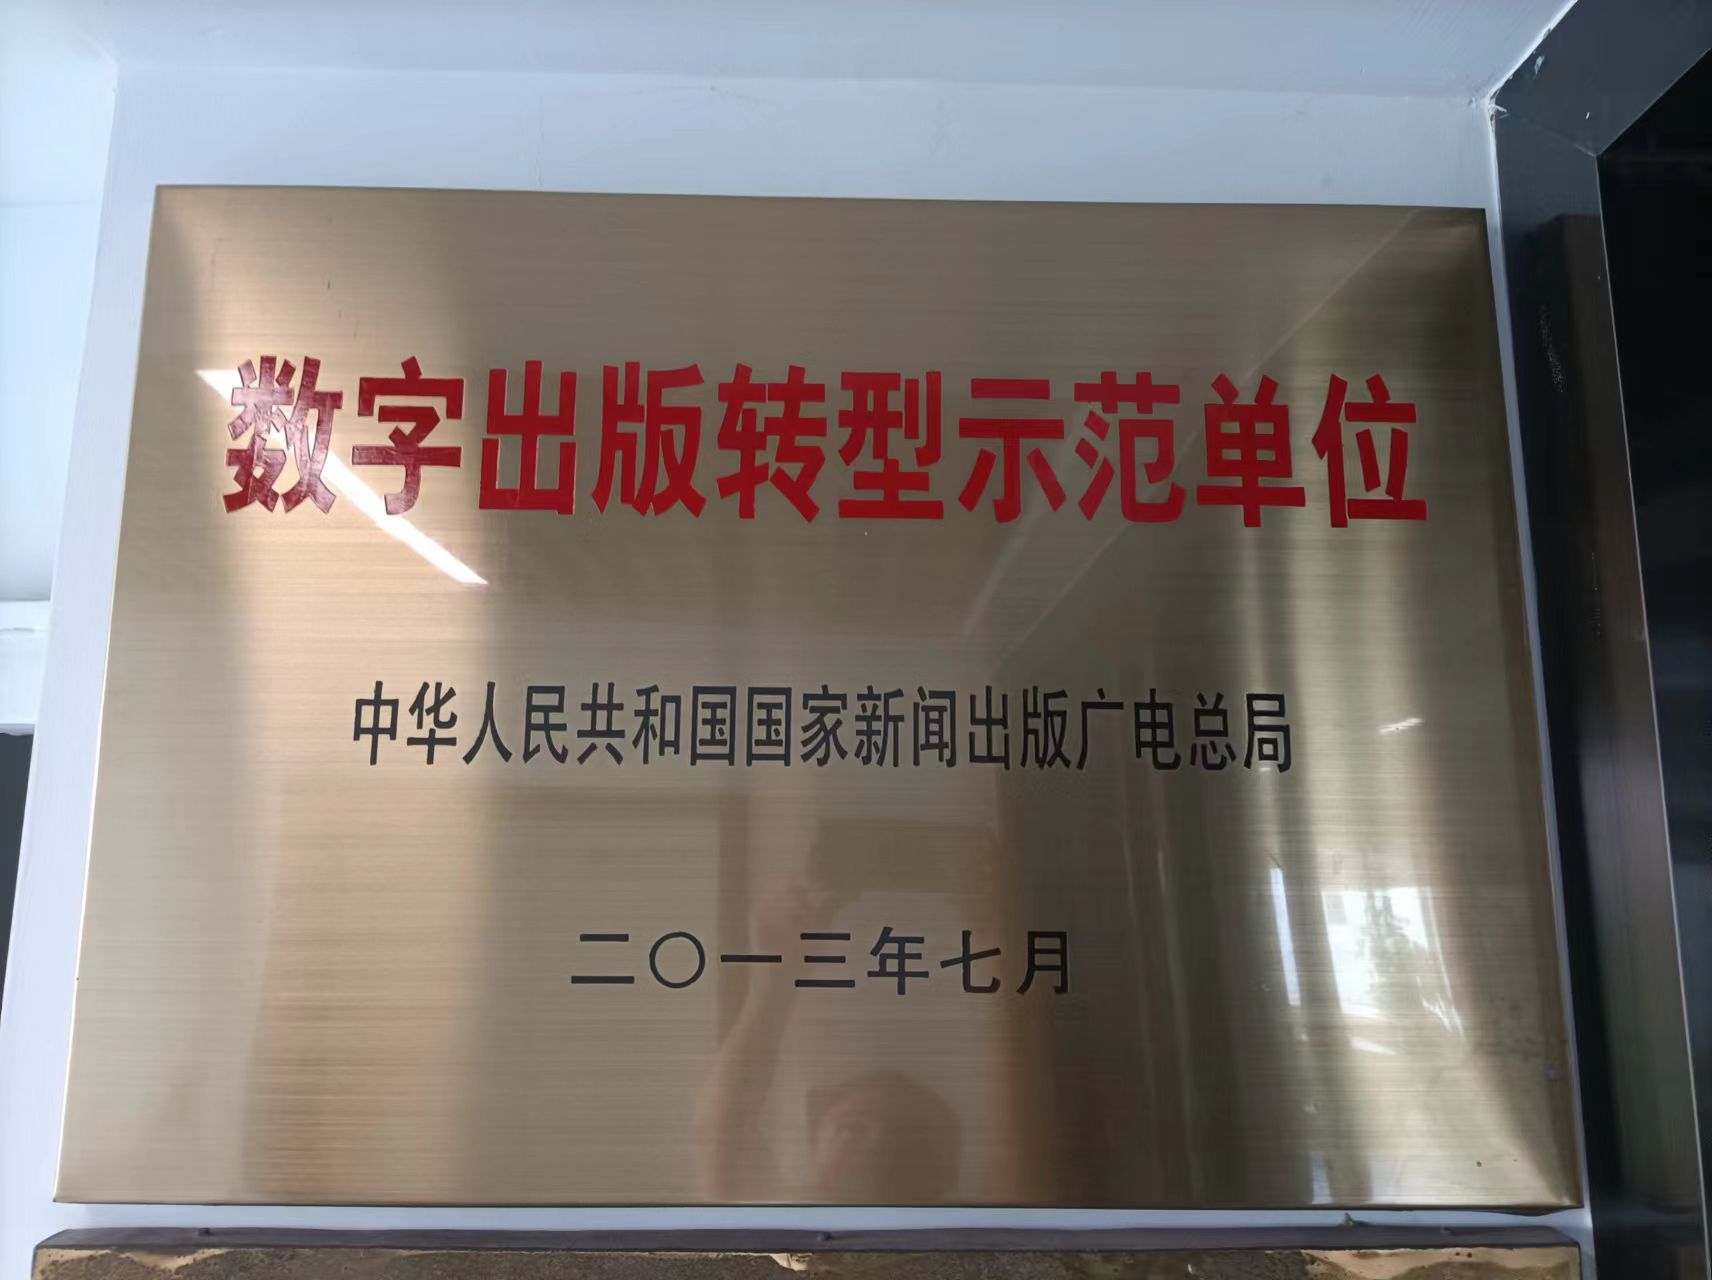 数字出版转型示范单位
中华人民共和国国家新闻出版广电总局
二〇一三年七月